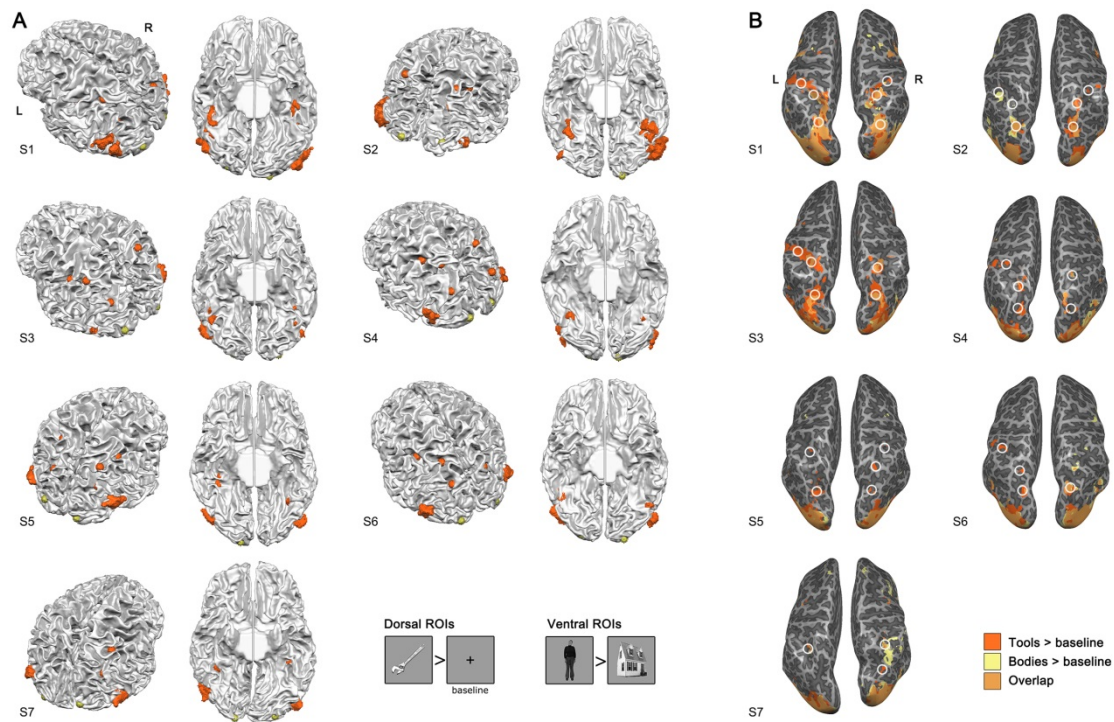 A
R
L
S1
S2
S3
S4
S5
S6
S7
Dorsal ROIs
>
+
baseline
Ventral ROIs
>
B
L
R
S1
S2
S3
S4
S5
S6
S7
Tools > baseline
Bodies > baseline
Overlap